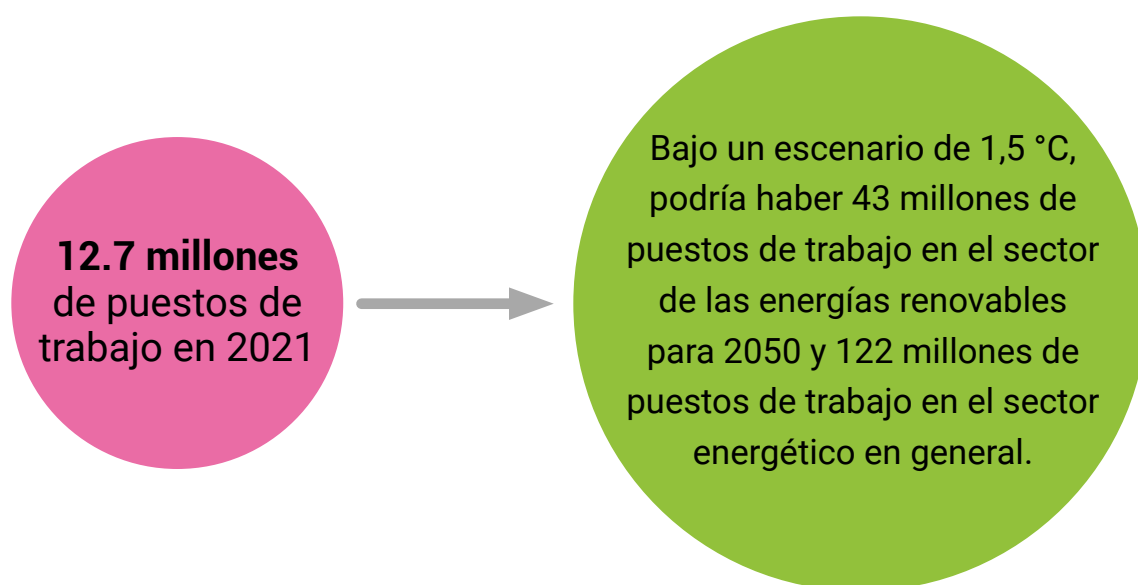 12.7 millones
de puestos de
trabajo en 2021
Bajo un escenario de 1,5 °C,
podría haber 43 millones de
puestos de trabajo en el sector
de las energías renovables
para 2050 y 122 millones de
puestos de trabajo en el sector
energético en general.